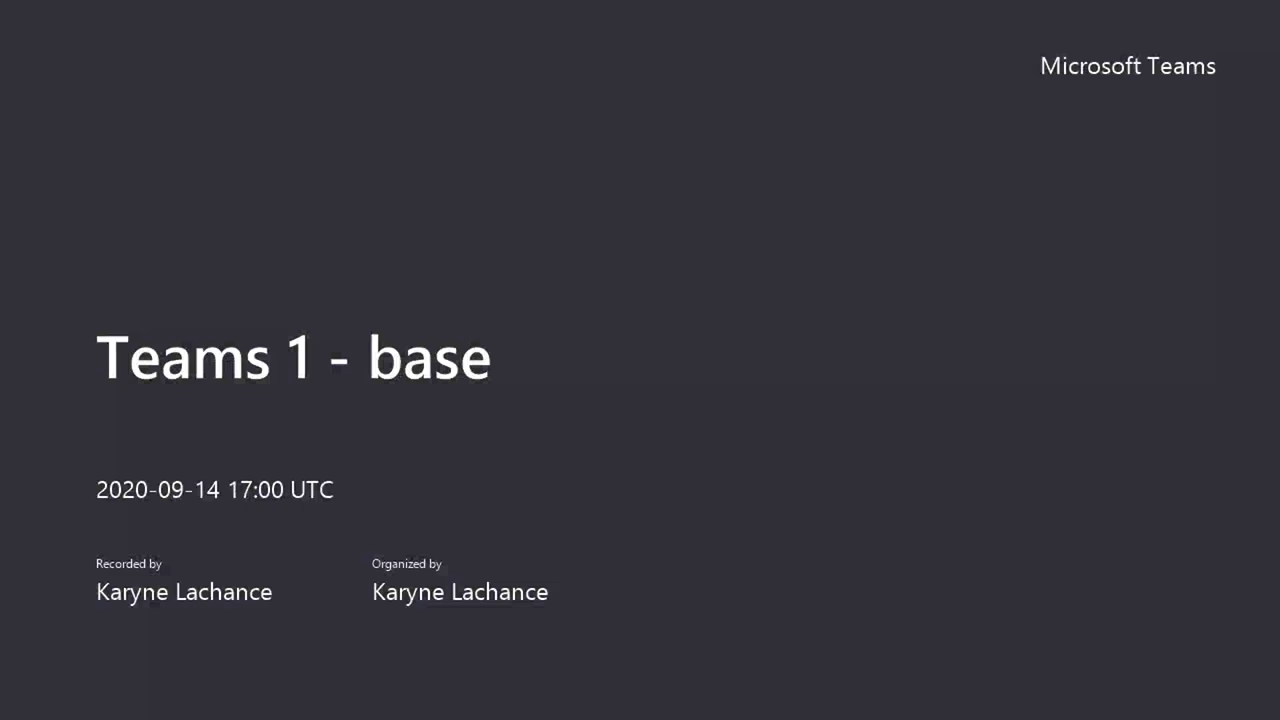 Microsoft Teams
Teams 1 - base
2020-09-14 17:00 UTC
Recorded by
Karyne Lachance
Organized by
Karyne Lachance